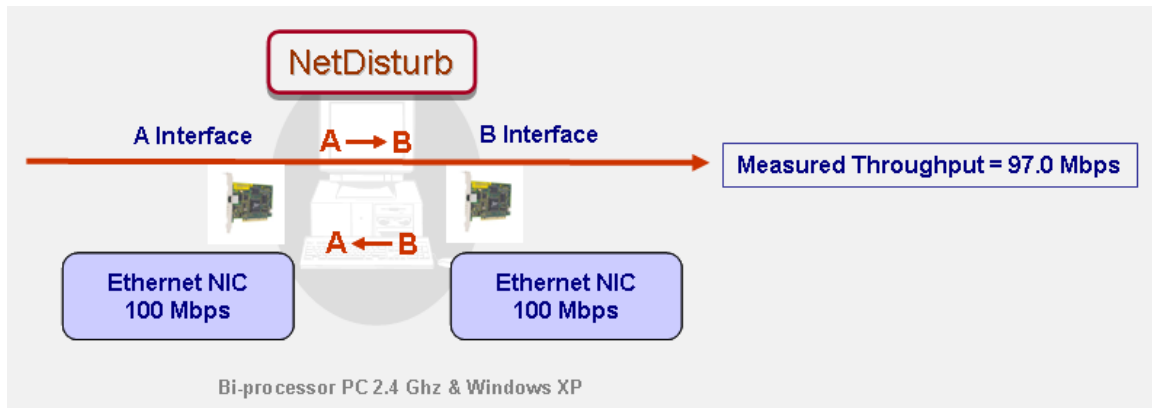 NetDisturb
A Interface
A → B
B Interface
Measured Throughput = 97.0 Mbps
A ← B
Ethernet NIC
100 Mbps
Ethernet NIC
100 Mbps
Bi-processor PC 2.4 Ghz & Windows XP